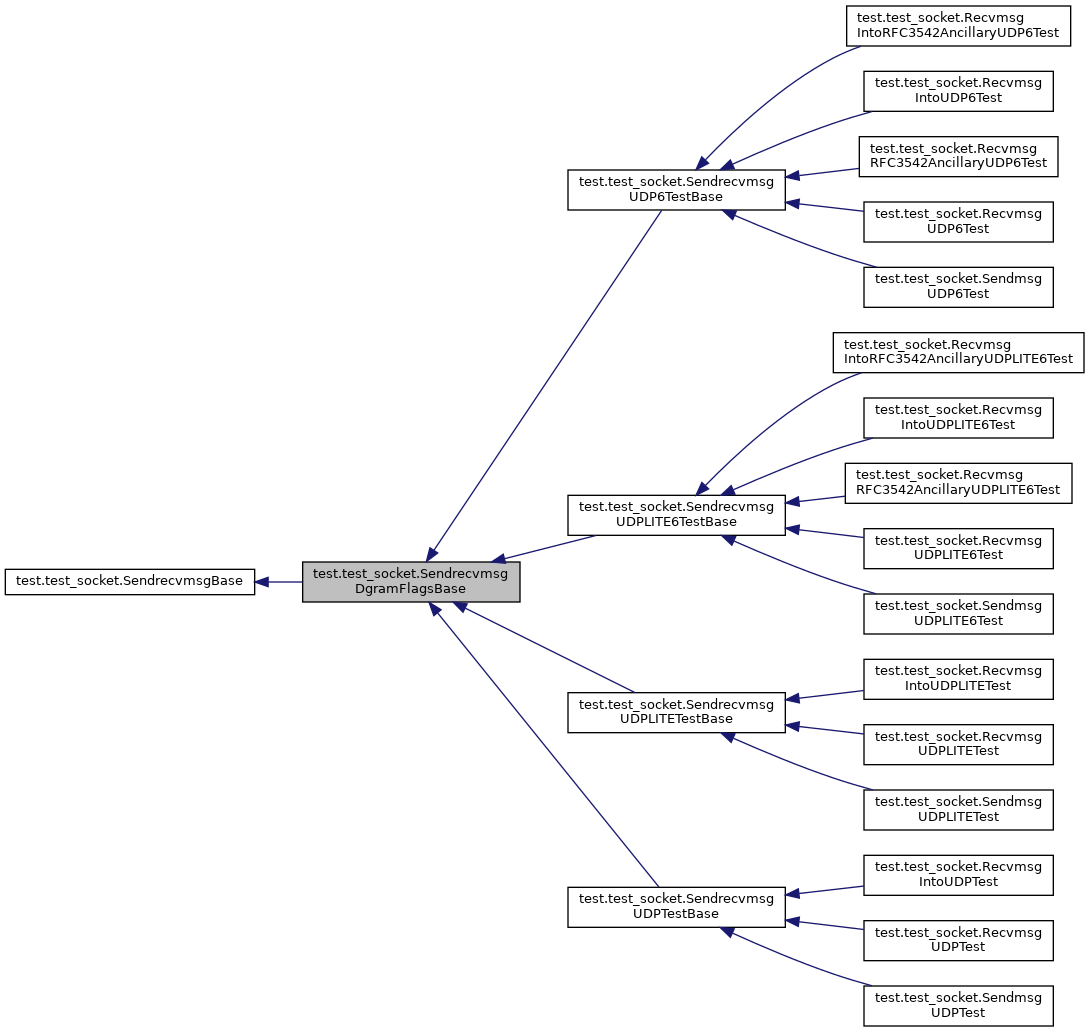 test.test_socket.Recvmsg
IntoRFC3542AncillaryUDP6Test
test.test_socket.Recvmsg
IntoUDP6Test
test.test_socket.Recvmsg
RFC3542AncillaryUDP6Test
test.test_socket.Sendrecvmsg
UDP6TestBase
test.test_socket.Recvmsg
UDP6Test
test.test_socket.Sendmsg
UDP6Test
test.test_socket.Recvmsg
IntoRFC3542AncillaryUDPLITE6Test
test.test_socket.Recvmsg
IntoUDPLITE6Test
test.test_socket.Recvmsg
RFC3542AncillaryUDPLITE6Test
test.test_socket.Sendrecvmsg
UDPLITE6TestBase
test.test_socket.Recvmsg
UDPLITE6Test
test.test_socket.SendrecvmsgBase
test.test_socket.Sendrecvmsg
DgramFlagsBase
test.test_socket.Sendmsg
UDPLITE6Test
test.test_socket.Recvmsg
IntoUDPLITETest
test.test_socket.Sendrecvmsg
UDPLITETestBase
test.test_socket.Recvmsg
UDPLITETest
test.test_socket.Sendmsg
UDPLITETest
test.test_socket.Recvmsg
IntoUDPTest
test.test_socket.Sendrecvmsg
UDPTestBase
test.test_socket.Recvmsg
UDPTest
test.test_socket.Sendmsg
UDPTest